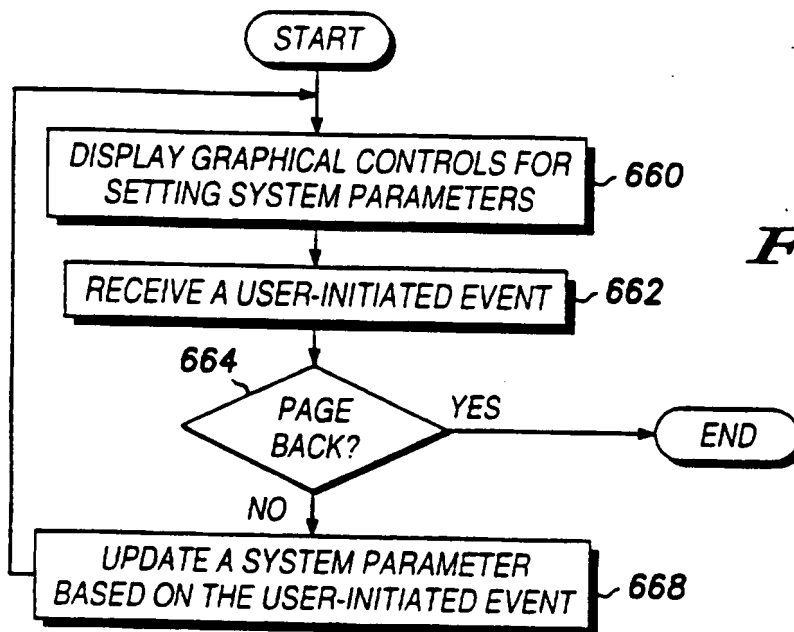 START
DISPLAY GRAPHICAL CONTROLS FOR
SETTING SYSTEM PARAMETERS
660
F
RECEIVE A USER-INITIATED EVENT
662
664
PAGE
BACK?
YES
END
NO
UPDATE A SYSTEM PARAMETER
BASED ON THE USER-INITIATED EVENT
668